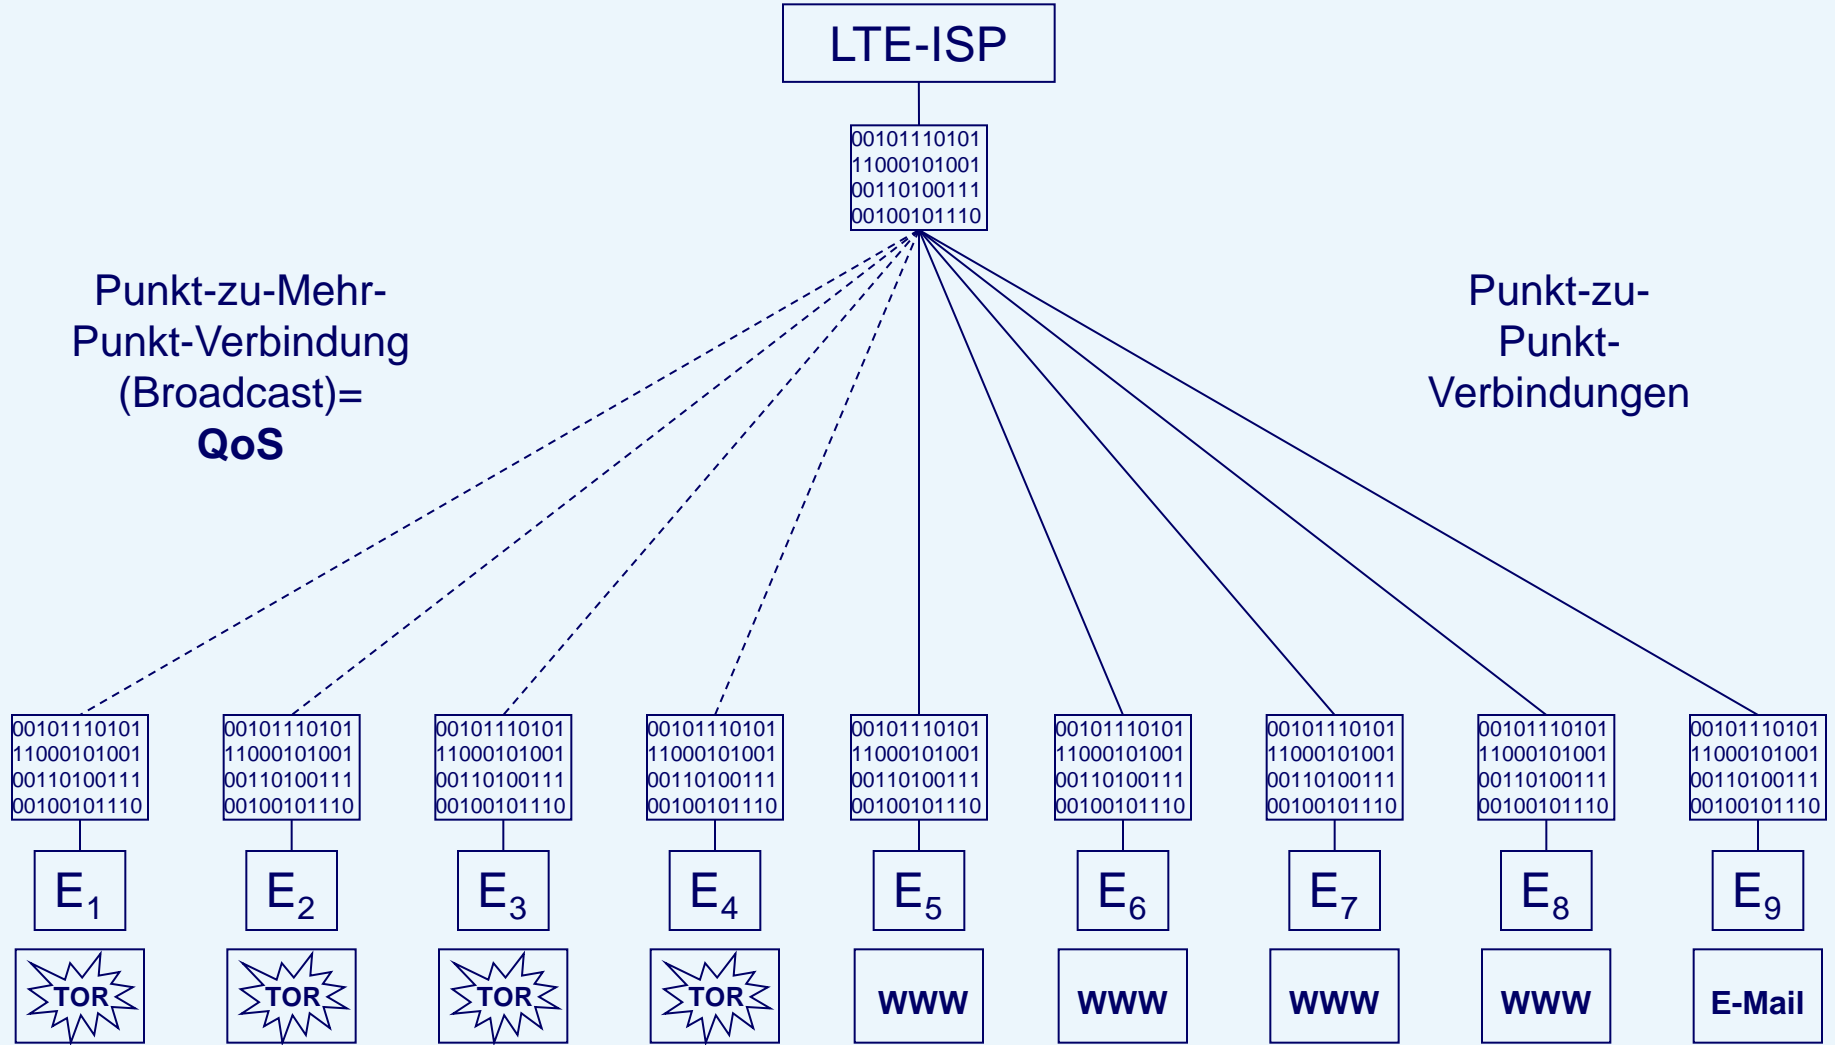 LTE-ISP
00101110101
11000101001
00110100111
00100101110
Punkt-zu-Mehr-
Punkt-Verbindung
(Broadcast)=
QoS
Punkt-zu-
Punkt-
Verbindungen
00101110101 00101110101 00101110101 00101110101 00101110101 00101110101 00101110101 00101110101 00101110101
11000101001 11000101001 11000101001 11000101001 11000101001 11000101001 11000101001 11000101001 11000101001
00110100111 00110100111 00110100111 00110100111 00110100111 00110100111 00110100111 00110100111 00110100111
00100101110 00100101110 00100101110 00100101110 00100101110 00100101110 00100101110 00100101110 00100101110
E₁ E₂ E₃ E₄ E₅ E₆ E₇ E₈ E₉
TOR TOR TOR TOR WWW WWW WWW WWW E-Mail